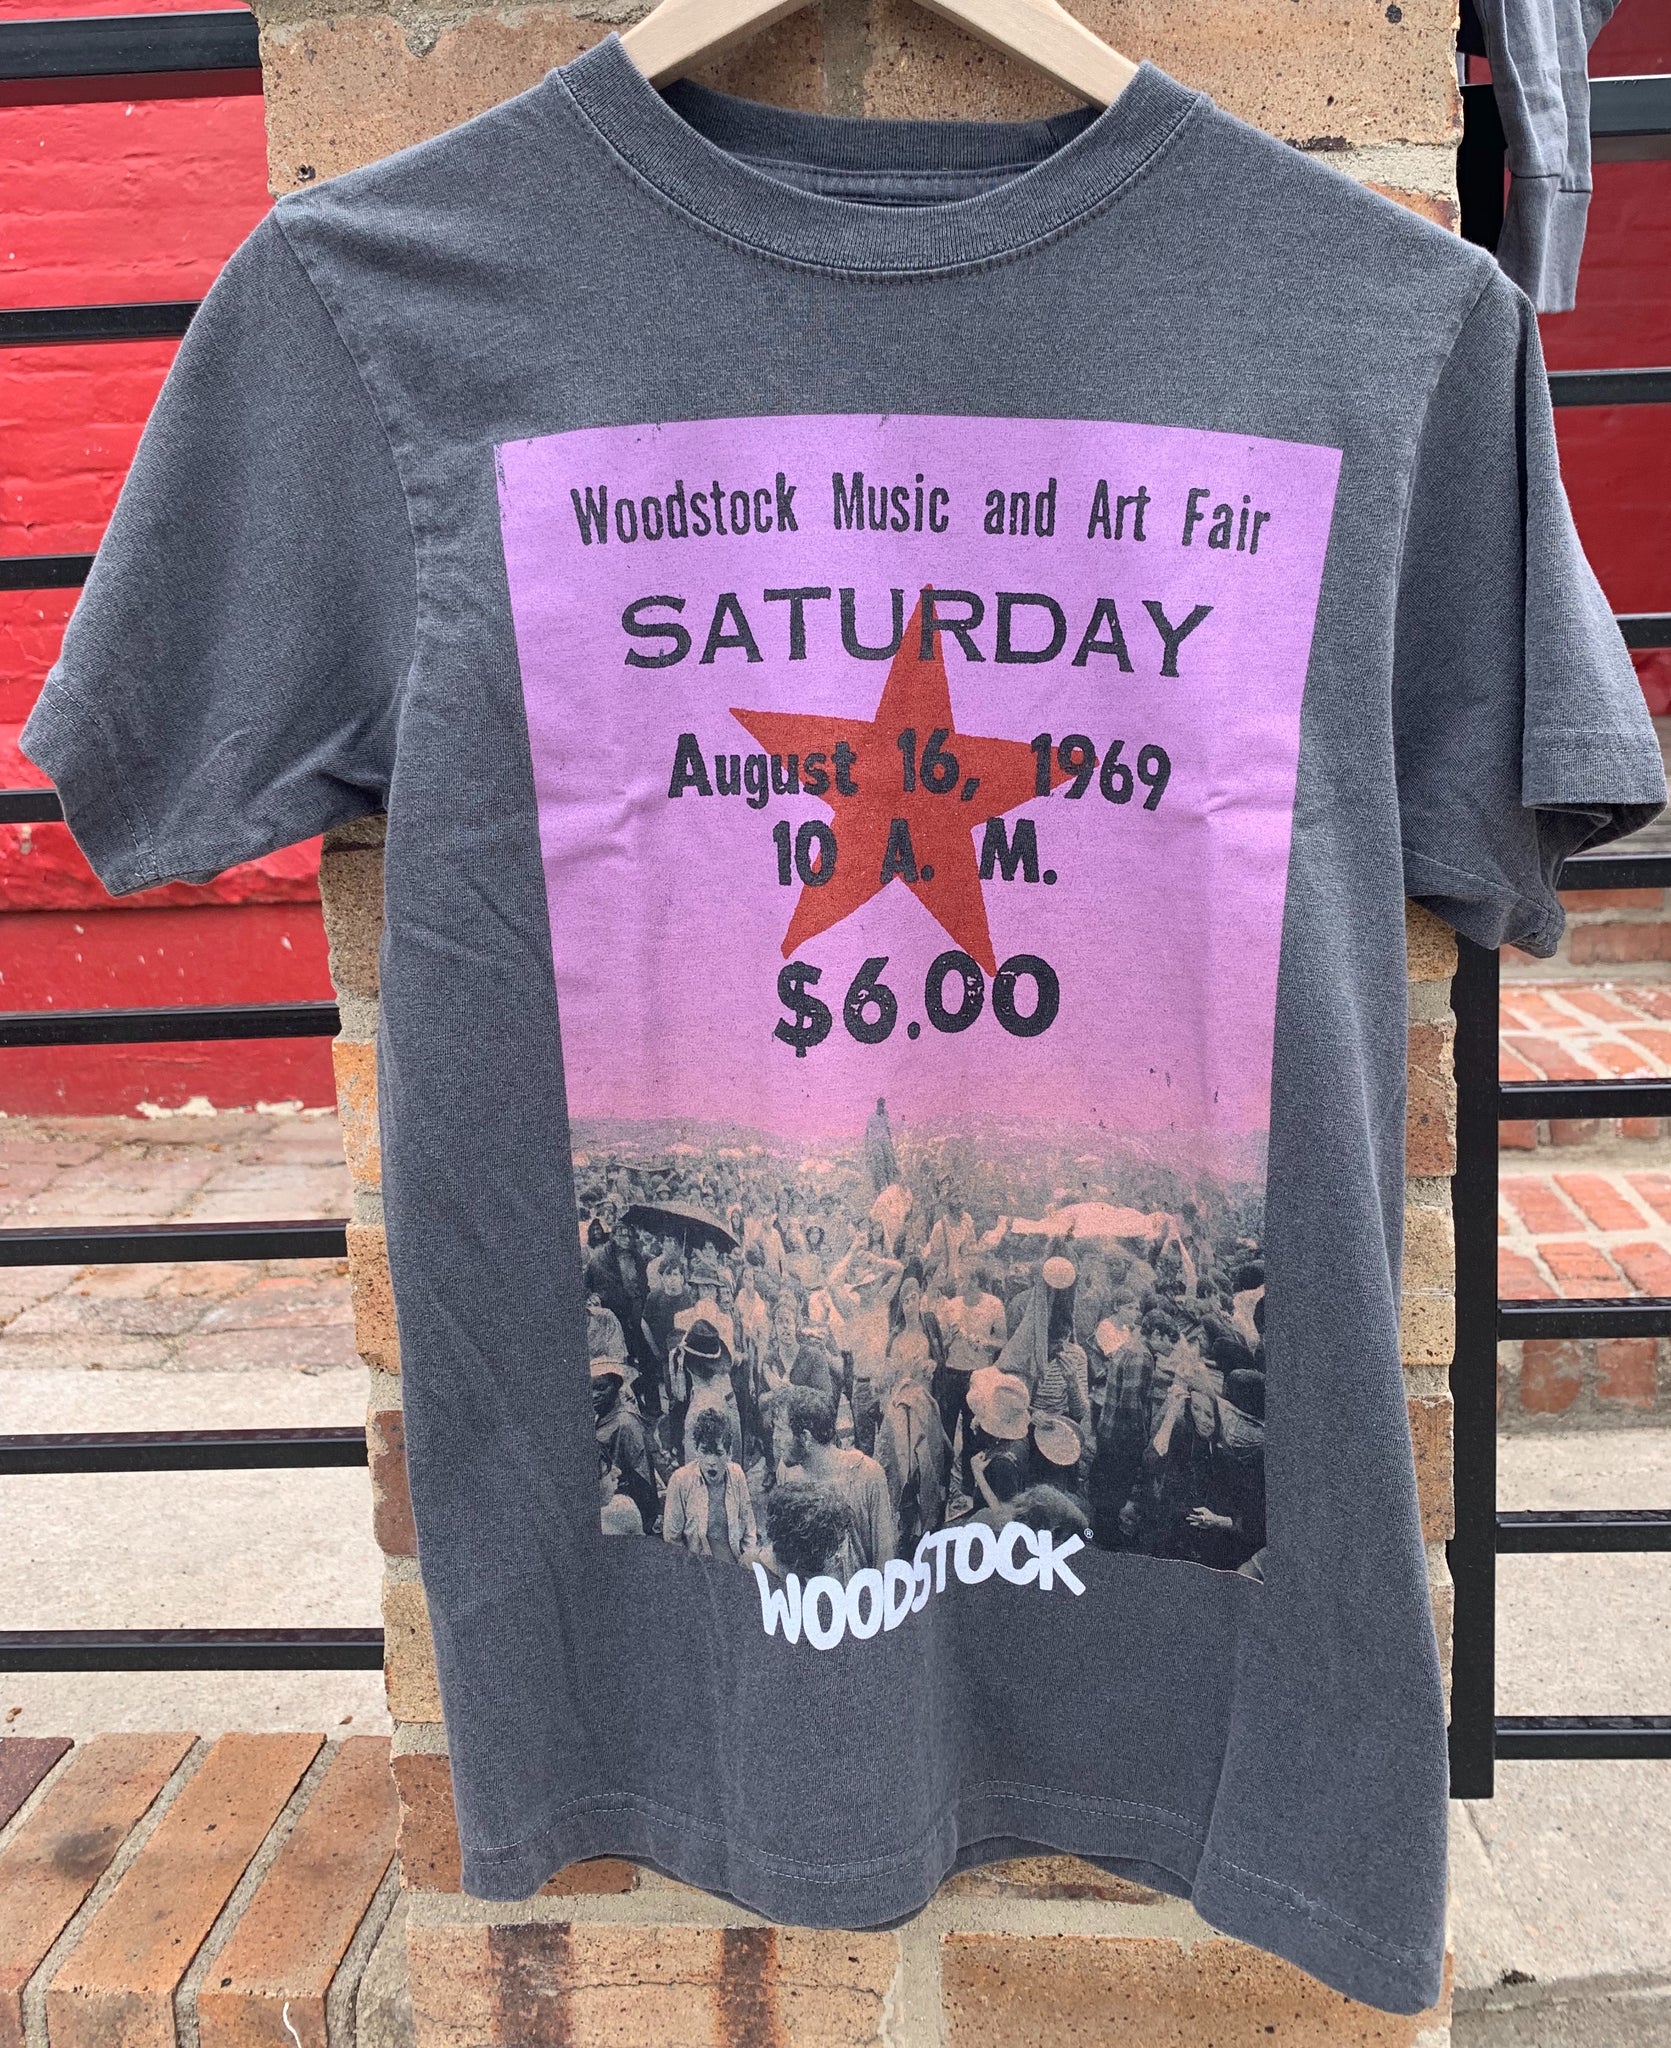 Woodstock Music and Art Fair
SATURDAY
August 16, 1969
10 A. M.
$6.00
WOODSTOCK®